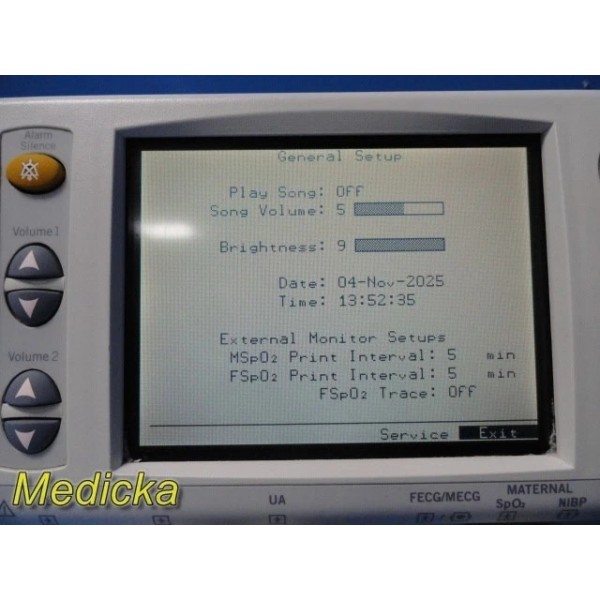 Alarm
Silence
Volume 1
Volume 2
General Setup
Play Song: Off
Song Volume: 5
Brightness: 9
Date: 04-Nov-2025
Time: 13:52:35
External Monitor Setups
MSpO2 Print Interval: 5 min
FSpO2 Print Interval: 5 min
FSpO2 Trace: Off
Service Exit
Medicka
UA
FECG/MECG
MATERNAL
SpO2 NIBP